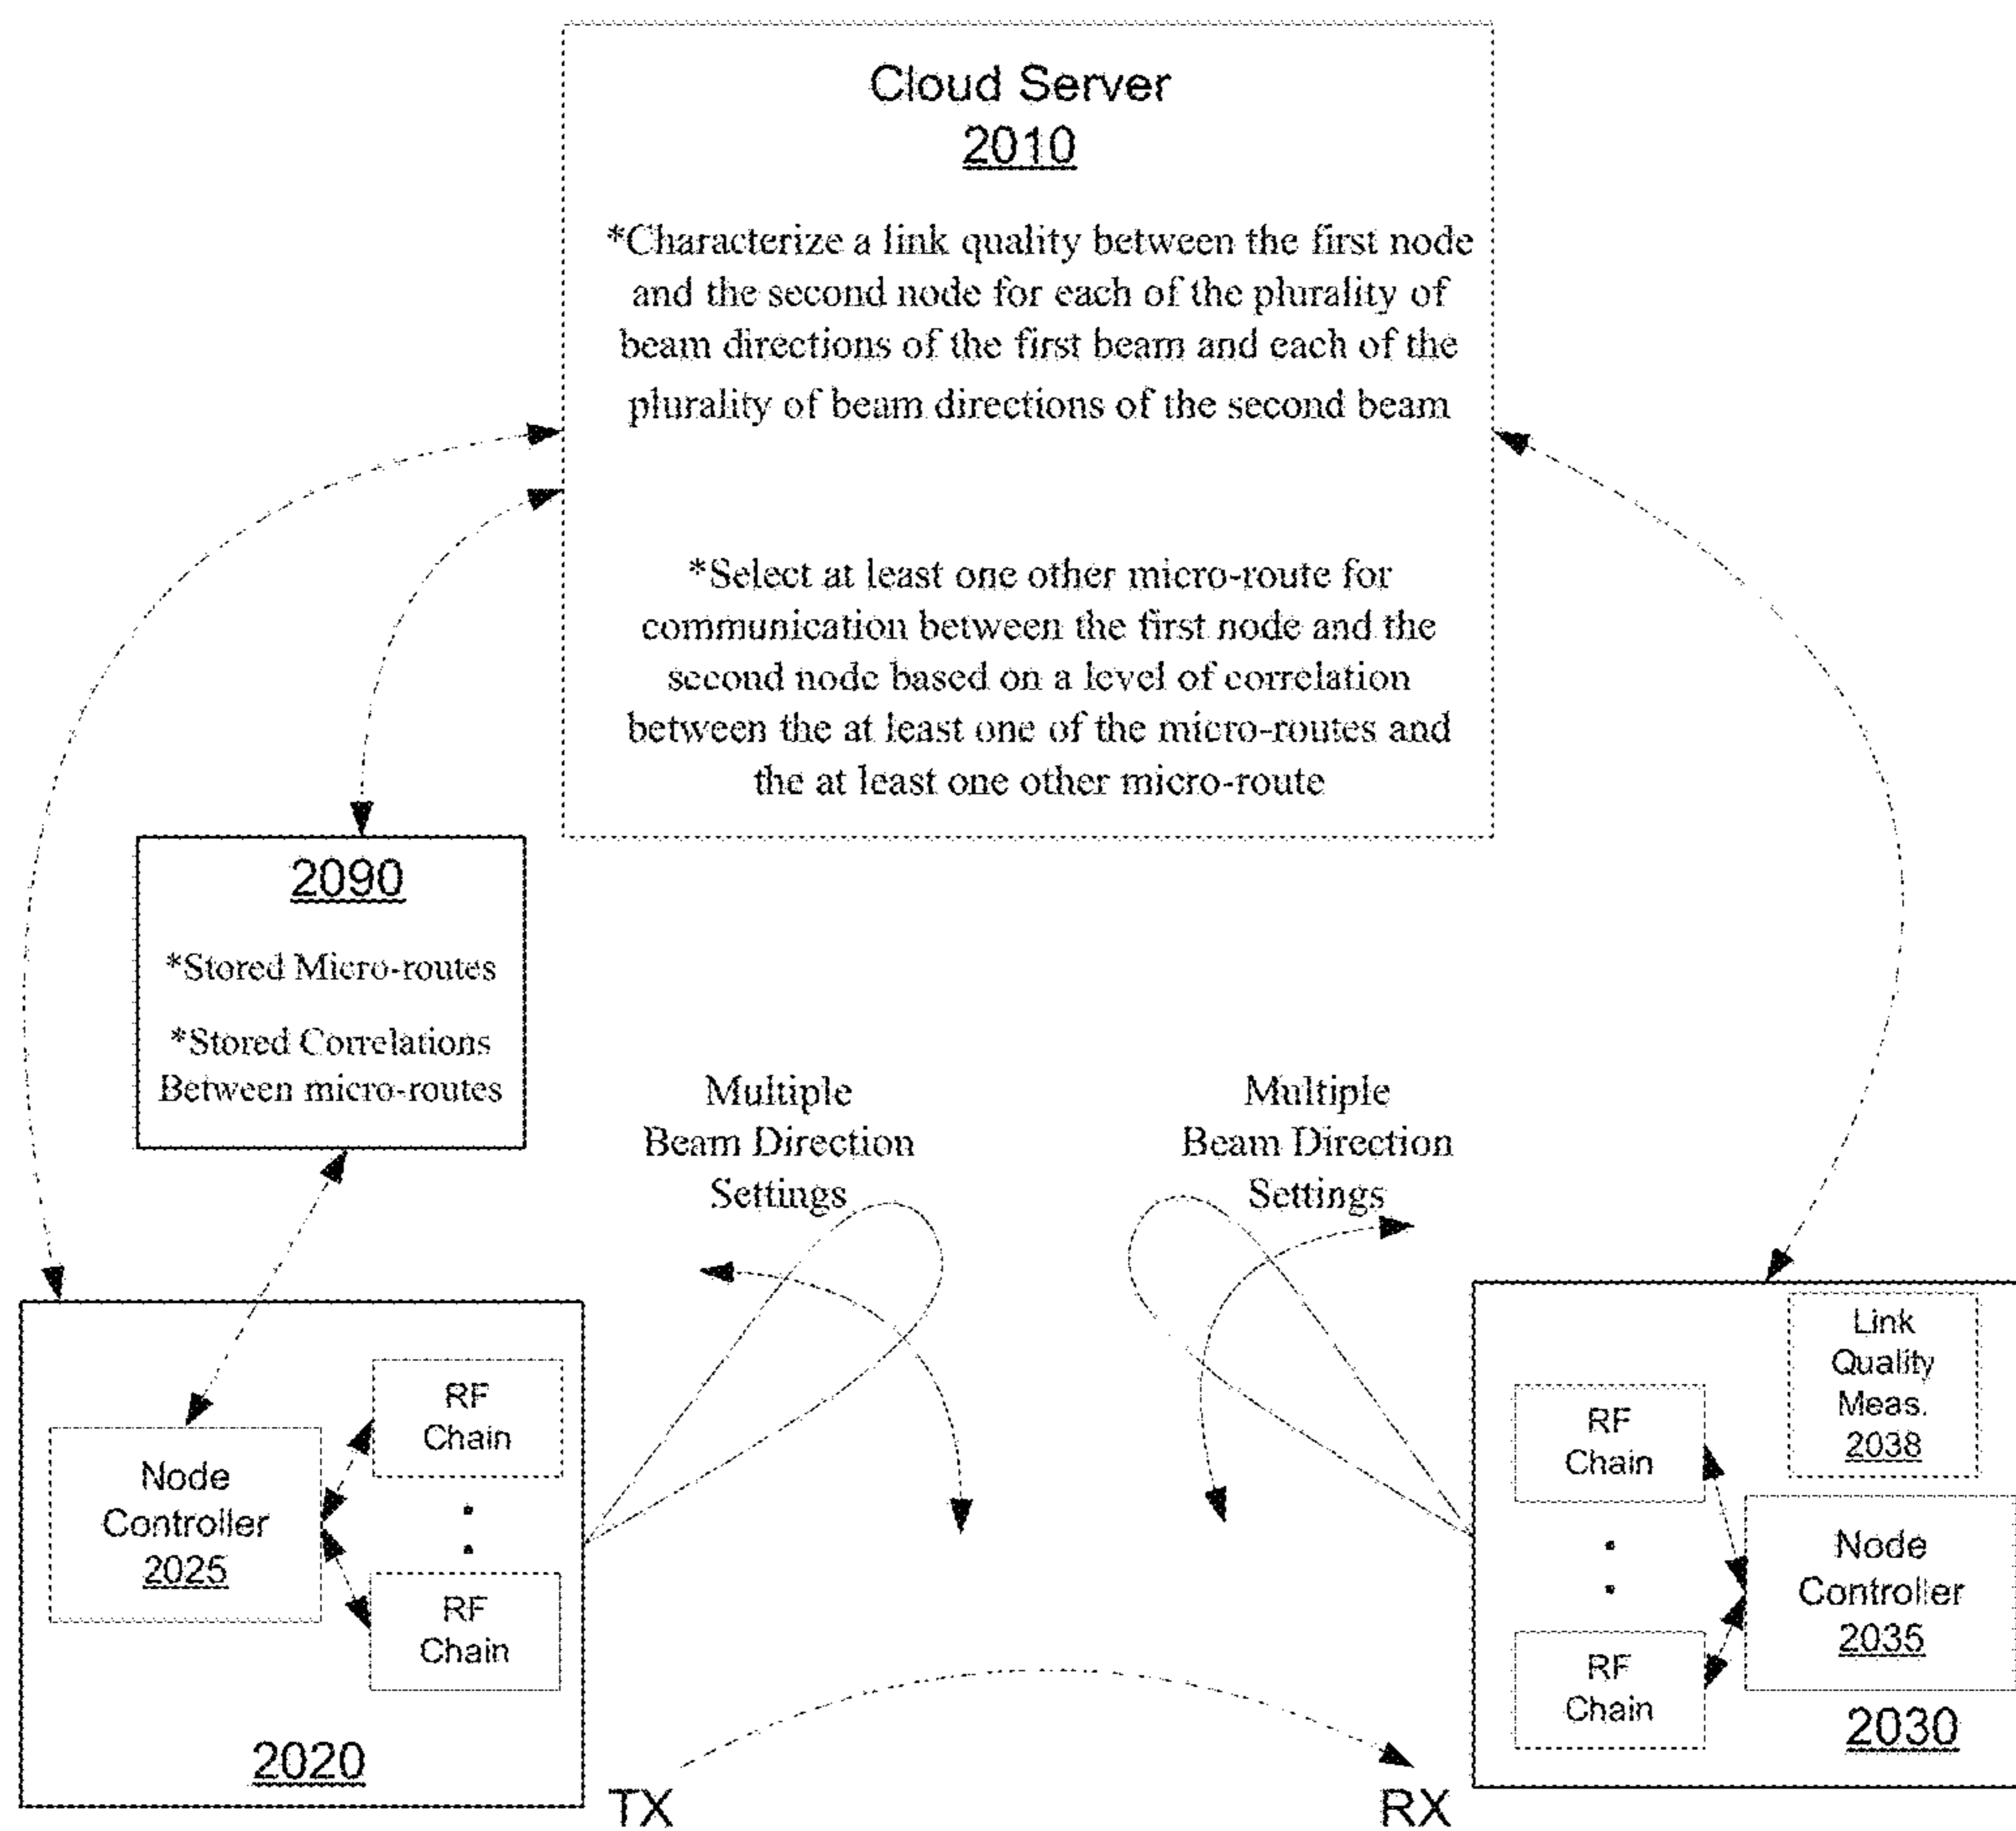 Cloud Server
2010
*Characterize a link quality between the first node
and the second node for each of the plurality of
beam directions of the first beam and each of the
plurality of beam directions of the second beam
*Select at least one other micro-route for
communication between the first node and the
second node based on a level of correlation
between the at least one of the micro-routes and
the at least one other micro-route
2090
*Stored Micro-routes
*Stored Correlations
Between micro-routes
Multiple
Beam Direction
Settings
Multiple
Beam Direction
Settings
Node
Controller
2025
RF
Chain
RF
Chain
2020
TX
RX
RF
Chain
RF
Chain
Link
Quality
Meas.
2038
Node
Controller
2035
2030